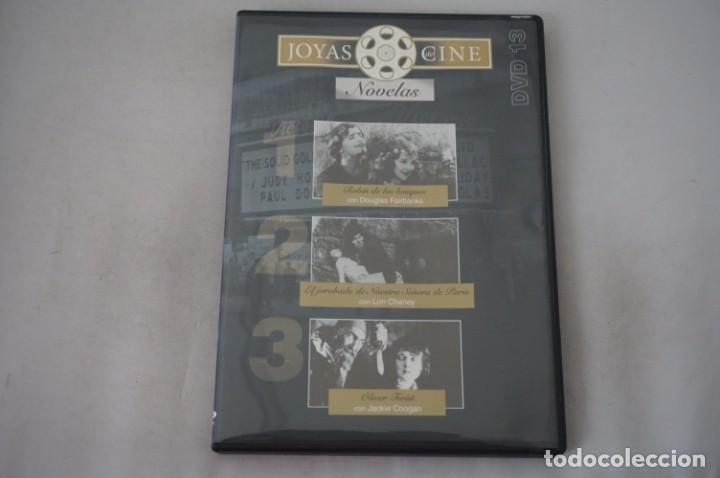 JOYAS del CINE
Novelas
DVD 13
1
THE SOLID GOL
JUDY HO
PAUL DO
Robin de los bosques
con Douglas Fairbanks
2
El jorobado de Nuestra Señora de París
con Lon Chaney
3
Oliver Twist
con Jackie Coogan
todocoleccion